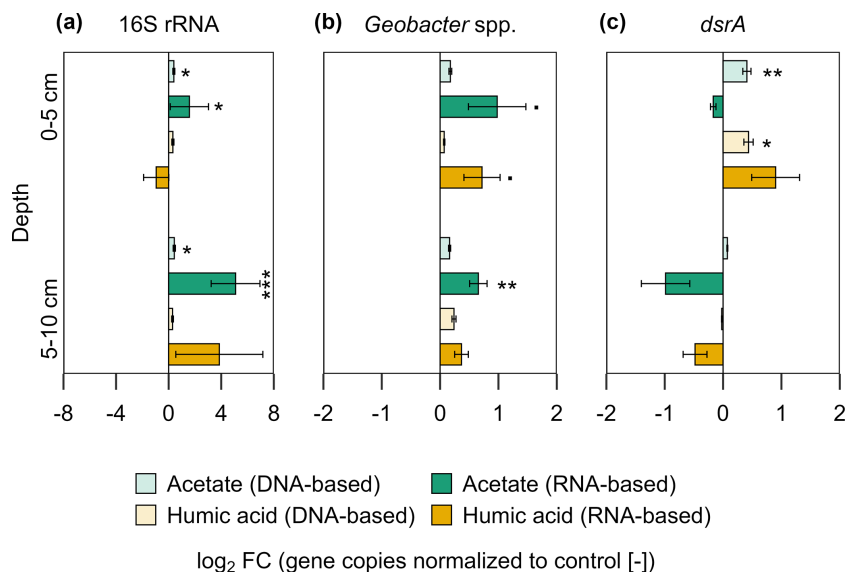 (a) 16S rRNA (b) Geobacter spp. (c) dsrA
Depth
0-5 cm
* ▪ **
* *
▪
5-10 cm
*
*** **
-8 -4 0 4 8 -2 -1 0 1 2 -2 -1 0 1 2
Acetate (DNA-based) Acetate (RNA-based)
Humic acid (DNA-based) Humic acid (RNA-based)
log₂ FC (gene copies normalized to control [-])